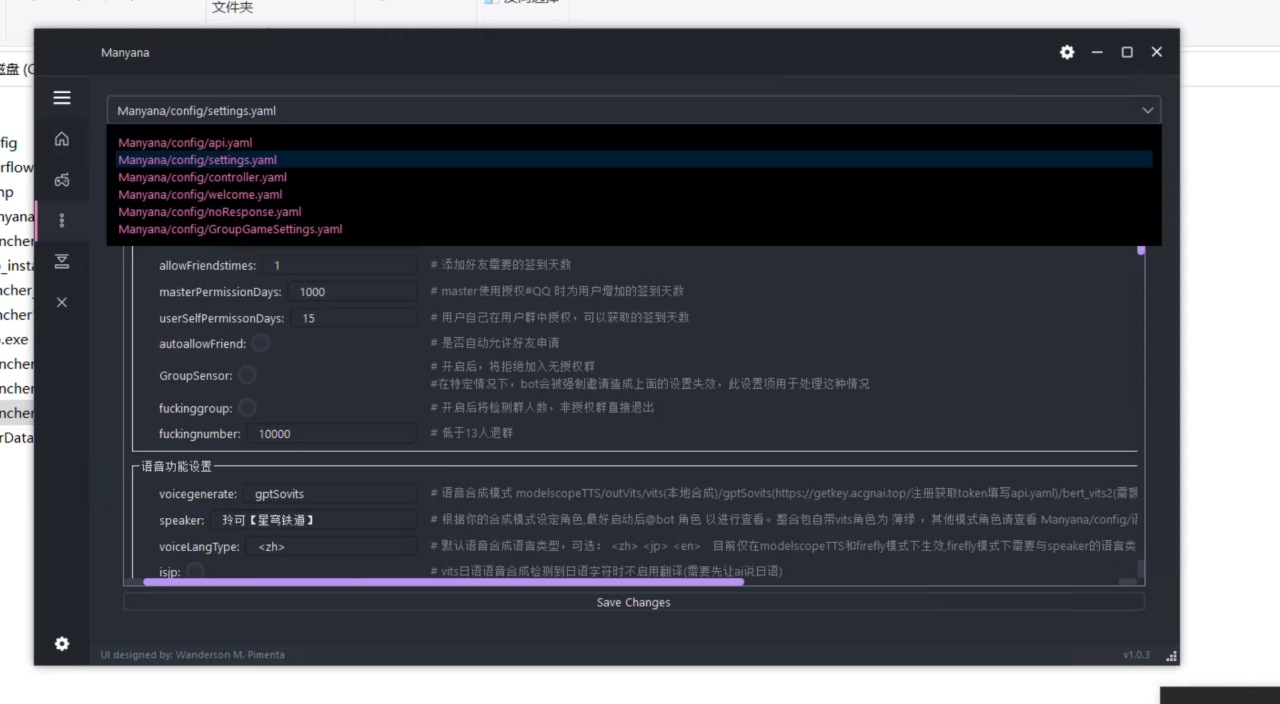 文件夹
Manyana
Manyana/config/settings.yaml
Manyana/config/api.yaml
Manyana/config/settings.yaml
Manyana/config/controller.yaml
Manyana/config/welcome.yaml
Manyana/config/noResponse.yaml
Manyana/config/GroupGameSettings.yaml
allowFriendstimes: 1 # 添加好友需要的签到天数
masterPermissionDays: 1000 # master使用授权#QQ 时为用户增加的签到天数
userSelfPermissonDays: 15 # 用户自己在用户群中授权，可以获取的签到天数
autoallowFriend: # 是否自动允许好友申请
GroupSensor: # 开启后，将拒绝加入无授权群
#在特定情况下，bot会被强制邀请造成上面的设置失效，此设置项用于处理这种情况
fuckinggroup: # 开启后将检测群人数，非授权群直接退出
fuckingnumber: 10000 # 低于13人退群
语音功能设置
voicegenerate: gptSovits # 语音合成模式 modelscopeTTS/outVits/vits(本地合成)/gptSovits(https://getkey.acgnai.top/注册获取token填写api.yaml)/bert_vits2(需
speaker: 玲可【星穹铁道】 # 根据你的合成模式设定角色,最好启动后@bot 角色 以进行查看。整合包自带vits角色为 薄绿 ，其他模式角色请查看 Manyana/config/
voiceLangType: <zh> # 默认语音合成语言类型，可选： <zh> <jp> <en> 目前仅在modelscopeTTS和firefly模式下生效,firefly模式下需要与speaker的语言类
isjp: # vits日语语音合成检测到日语字符时不启用翻译(需要先让ai说日语)
Save Changes
UI designed by: Wanderson M. Pimenta
v1.0.3